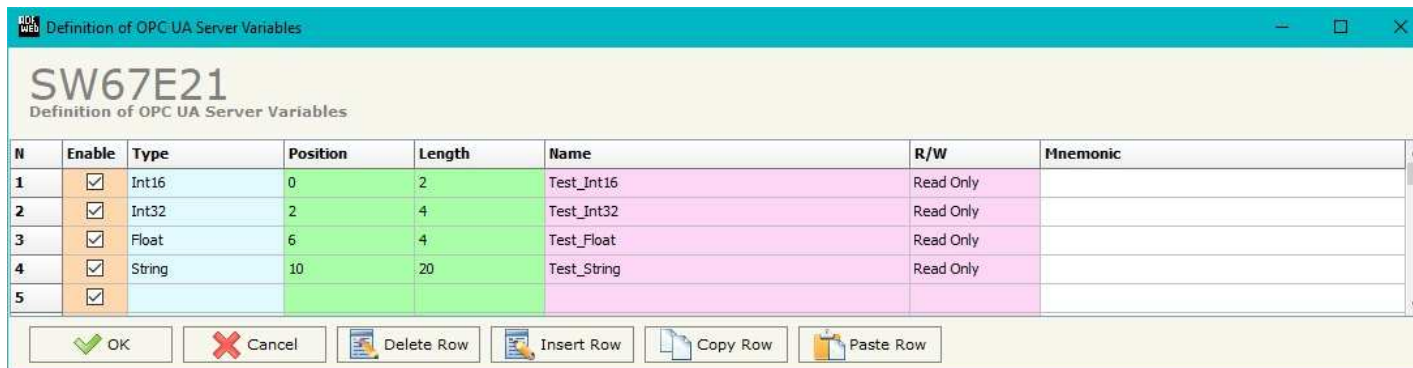 ADF WEB Definition of OPC UA Server Variables
SW67E21
Definition of OPC UA Server Variables
N Enable Type Position Length Name R/W Mnemonic
1 Int16 0 2 Test_Int16 Read Only
2 Int32 2 4 Test_Int32 Read Only
3 Float 6 4 Test_Float Read Only
4 String 10 20 Test_String Read Only
5
OK Cancel Delete Row Insert Row Copy Row Paste Row